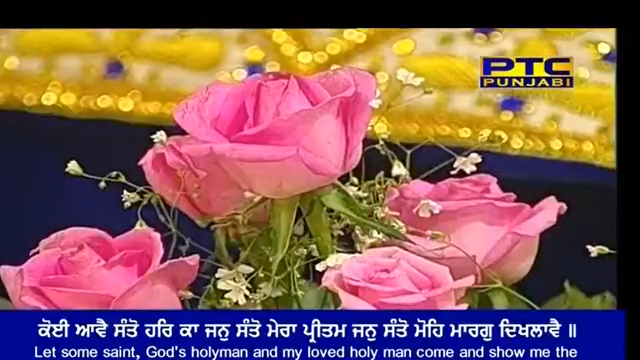 PTC
PUNJABI
ਕੋਈ ਆਵੈ ਸੰਤੋ ਹਰਿ ਕਾ ਜਨੁ ਸੰਤੋ ਮੇਰਾ ਪ੍ਰੀਤਮ ਜਨੁ ਸੰਤੋ ਮੋਹਿ ਮਾਰਗੁ ਦਿਖਲਾਵੈ ॥
Let some saint, God's holyman and my loved holy man come and show me the